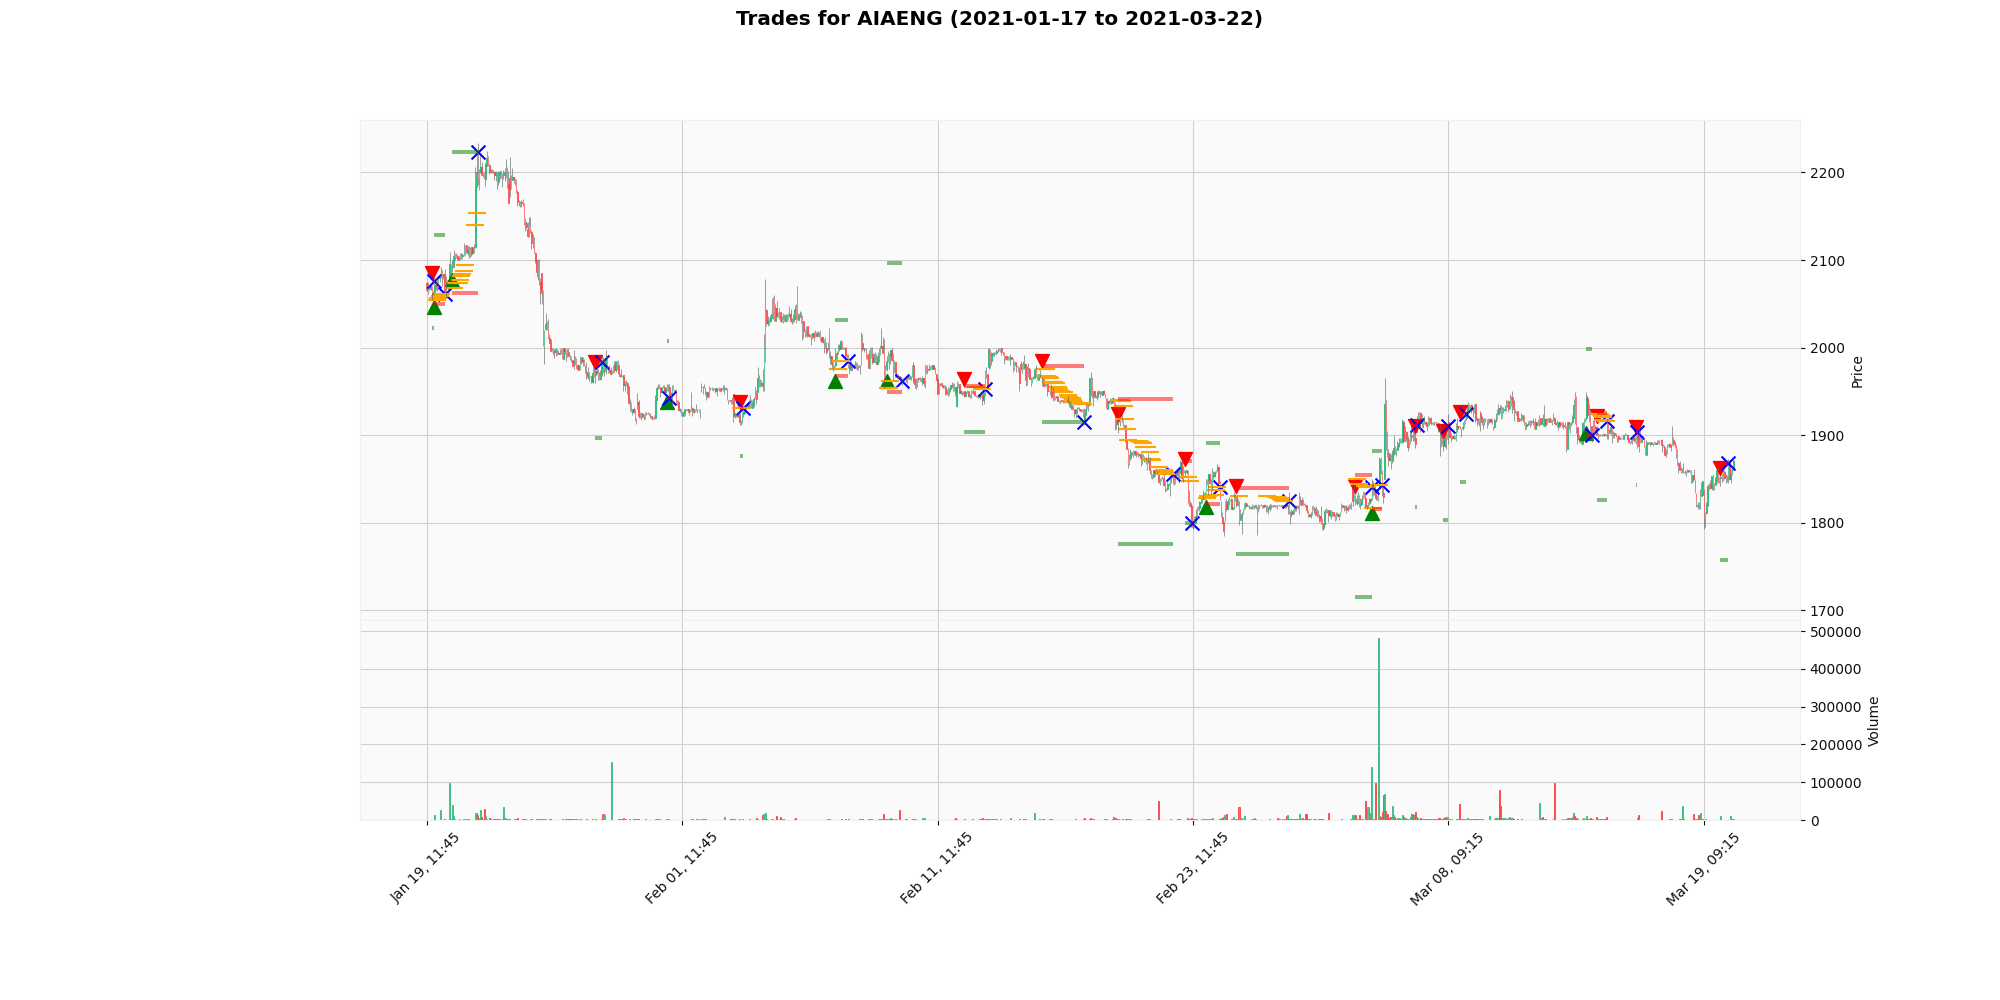 Trades for AIAENG (2021-01-17 to 2021-03-22)
2200
2100
2000
1900
1800
1700
Price
500000
400000
300000
200000
100000
0
Volume
Jan 19, 11:45
Feb 01, 11:45
Feb 11, 11:45
Feb 23, 11:45
Mar 08, 09:15
Mar 19, 09:15